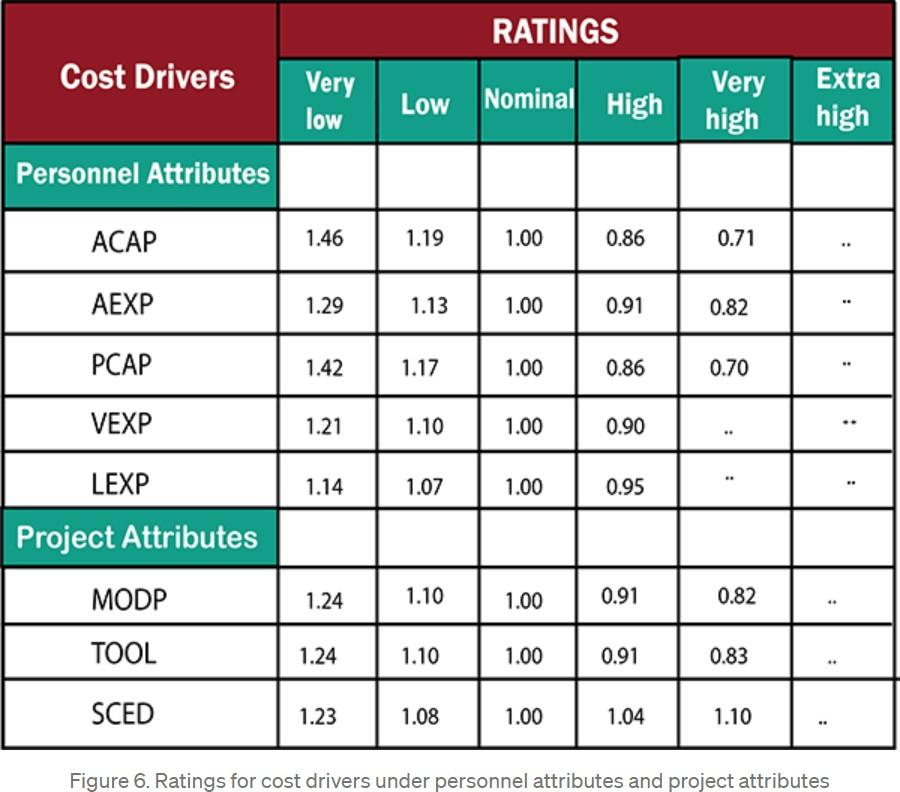 Cost Drivers
RATINGS
Very low
Low
Nominal
High
Very high
Extra high
Personnel Attributes
ACAP 1.46 1.19 1.00 0.86 0.71 ..
AEXP 1.29 1.13 1.00 0.91 0.82 ..
PCAP 1.42 1.17 1.00 0.86 0.70 ..
VEXP 1.21 1.10 1.00 0.90 .. ..
LEXP 1.14 1.07 1.00 0.95 .. ..
Project Attributes
MODP 1.24 1.10 1.00 0.91 0.82 ..
TOOL 1.24 1.10 1.00 0.91 0.83 ..
SCED 1.23 1.08 1.00 1.04 1.10 ..
Figure 6. Ratings for cost drivers under personnel attributes and project attributes